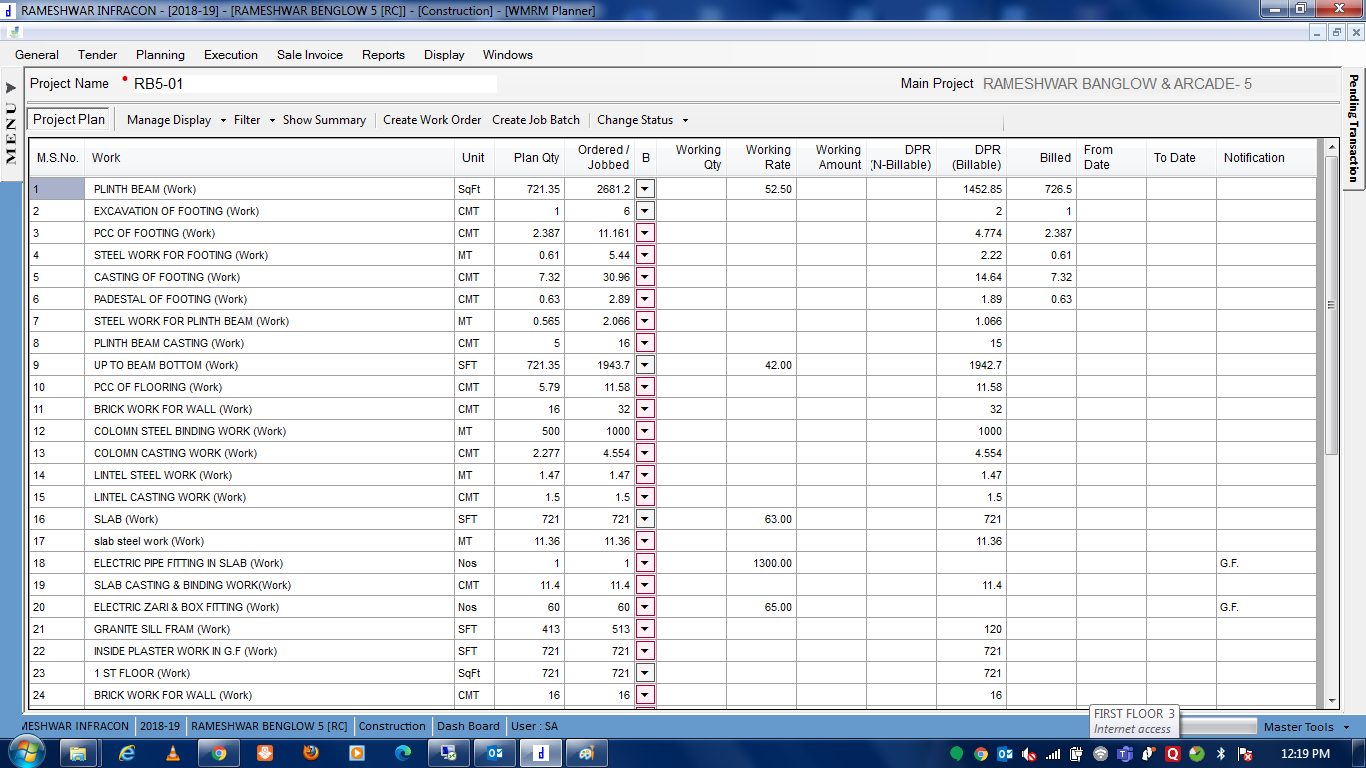 RAMESHWAR INFRACON - [2018-19] - [RAMESHWAR BENGLOW 5 [RC]] - [Construction] - [WMRM Planner]
General Tender Planning Execution Sale Invoice Reports Display Windows
MENU
Project Name RB5-01 Main Project RAMESHWAR BANGLOW & ARCADE- 5
Pending Transaction
Project Plan Manage Display Filter Show Summary Create Work Order Create Job Batch Change Status
M.S.No. Work Unit Plan Qty Ordered / Jobbed B Working Qty Working Rate Working Amount DPR (N-Billable) DPR (Billable) Billed From Date To Date Notification
1 PLINTH BEAM (Work) SqFt 721.35 2681.2 52.50 1452.85 726.5
2 EXCAVATION OF FOOTING (Work) CMT 1 6 2 1
3 PCC OF FOOTING (Work) CMT 2.387 11.161 4.774 2.387
4 STEEL WORK FOR FOOTING (Work) MT 0.61 5.44 2.22 0.61
5 CASTING OF FOOTING (Work) CMT 7.32 30.96 14.64 7.32
6 PADESTAL OF FOOTING (Work) CMT 0.63 2.89 1.89 0.63
7 STEEL WORK FOR PLINTH BEAM (Work) MT 0.565 2.066 1.066
8 PLINTH BEAM CASTING (Work) CMT 5 16 15
9 UP TO BEAM BOTTOM (Work) SFT 721.35 1943.7 42.00 1942.7
10 PCC OF FLOORING (Work) CMT 5.79 11.58 11.58
11 BRICK WORK FOR WALL (Work) CMT 16 32 32
12 COLOMN STEEL BINDING WORK (Work) MT 500 1000 1000
13 COLOMN CASTING WORK (Work) CMT 2.277 4.554 4.554
14 LINTEL STEEL WORK (Work) MT 1.47 1.47 1.47
15 LINTEL CASTING WORK (Work) CMT 1.5 1.5 1.5
16 SLAB (Work) SFT 721 721 63.00 721
17 slab steel work (Work) MT 11.36 11.36 11.36
18 ELECTRIC PIPE FITTING IN SLAB (Work) Nos 1 1 1300.00 G.F.
19 SLAB CASTING & BINDING WORK(Work) CMT 11.4 11.4 11.4
20 ELECTRIC ZARI & BOX FITTING (Work) Nos 60 60 65.00 G.F.
21 GRANITE SILL FRAM (Work) SFT 413 513 120
22 INSIDE PLASTER WORK IN G.F (Work) SFT 721 721 721
23 1 ST FLOOR (Work) SqFt 721 721 721
24 BRICK WORK FOR WALL (Work) CMT 16 16 16
FIRST FLOOR 3
Internet access
MESHWAR INFRACON 2018-19 RAMESHWAR BENGLOW 5 [RC] Construction Dash Board User : SA Master Tools
12:19 PM